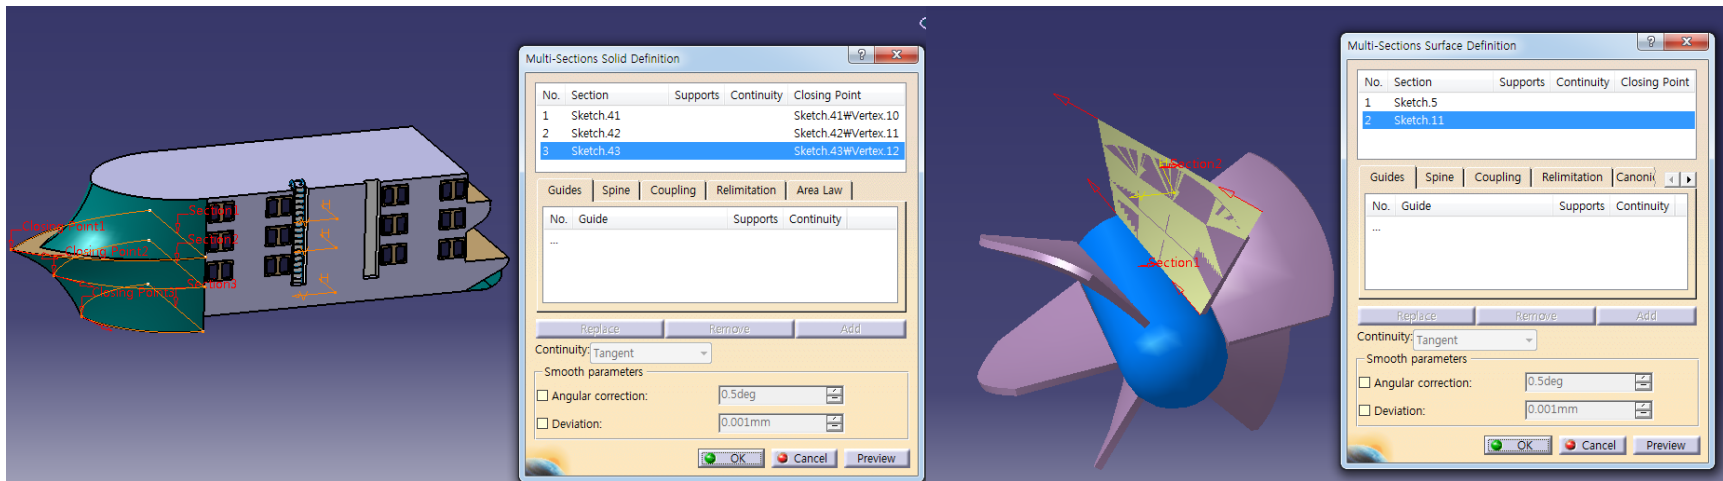 Closing Point1
Section1
Closing Point2
Section2
Closing Point3
Section3
Multi-Sections Solid Definition
No. Section Supports Continuity Closing Point
1 Sketch.41 Sketch.41₩Vertex.10
2 Sketch.42 Sketch.42₩Vertex.11
3 Sketch.43 Sketch.43₩Vertex.12
Guides Spine Coupling Relimitation Area Law
No. Guide Supports Continuity
...
Replace Remove Add
Continuity: Tangent
Smooth parameters
Angular correction: 0.5deg
Deviation: 0.001mm
OK Cancel Preview
Section2
Section1
Multi-Sections Surface Definition
No. Section Supports Continuity Closing Point
1 Sketch.5
2 Sketch.11
Guides Spine Coupling Relimitation Canoni
No. Guide Supports Continuity
...
Replace Remove Add
Continuity: Tangent
Smooth parameters
Angular correction: 0.5deg
Deviation: 0.001mm
OK Cancel Preview